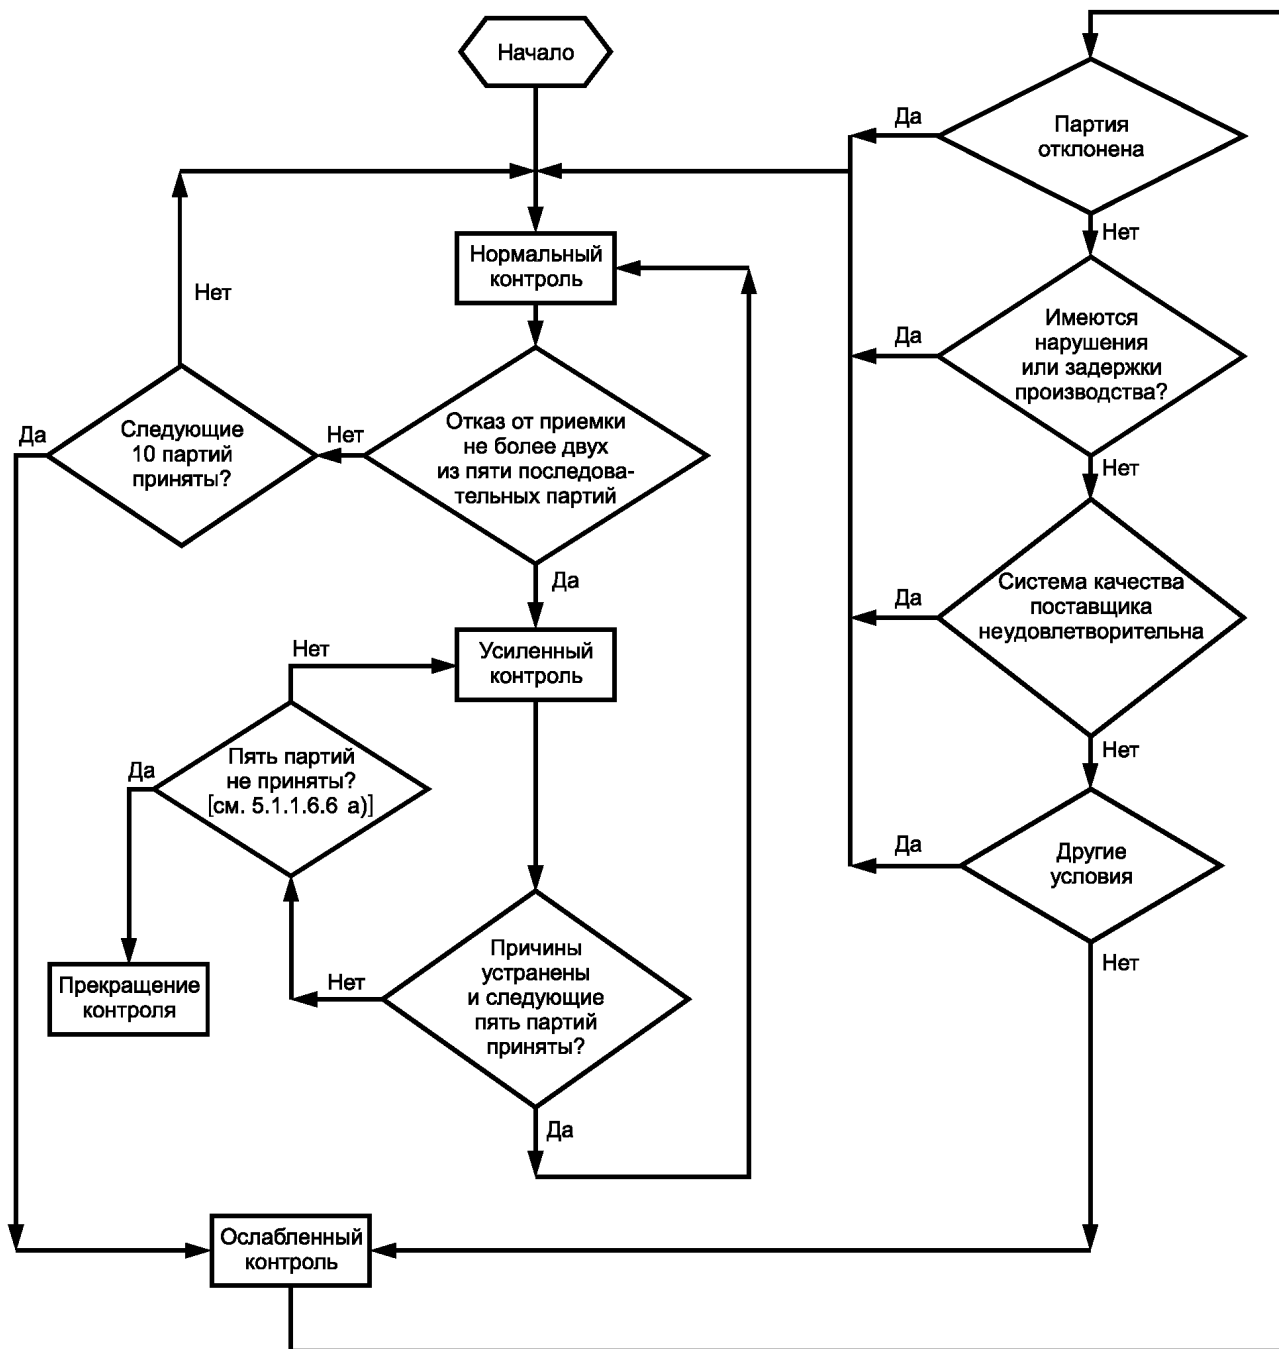 Начало
Да
Партия
отклонена
Нет
Нормальный
контроль
Нет
Да
Имеются
нарушения
или задержки
производства?
Да
Следующие
10 партий
приняты?
Нет
Отказ от приемки
не более двух
из пяти последова-
тельных партий
Нет
Да
Да
Система качества
поставщика
неудовлетворительна
Нет
Усиленный
контроль
Нет
Да
Пять партий
не приняты?
[см. 5.1.1.6.6 а)]
Да
Другие
условия
Нет
Прекращение
контроля
Нет
Причины
устранены
и следующие
пять партий
приняты?
Да
Ослабленный
контроль